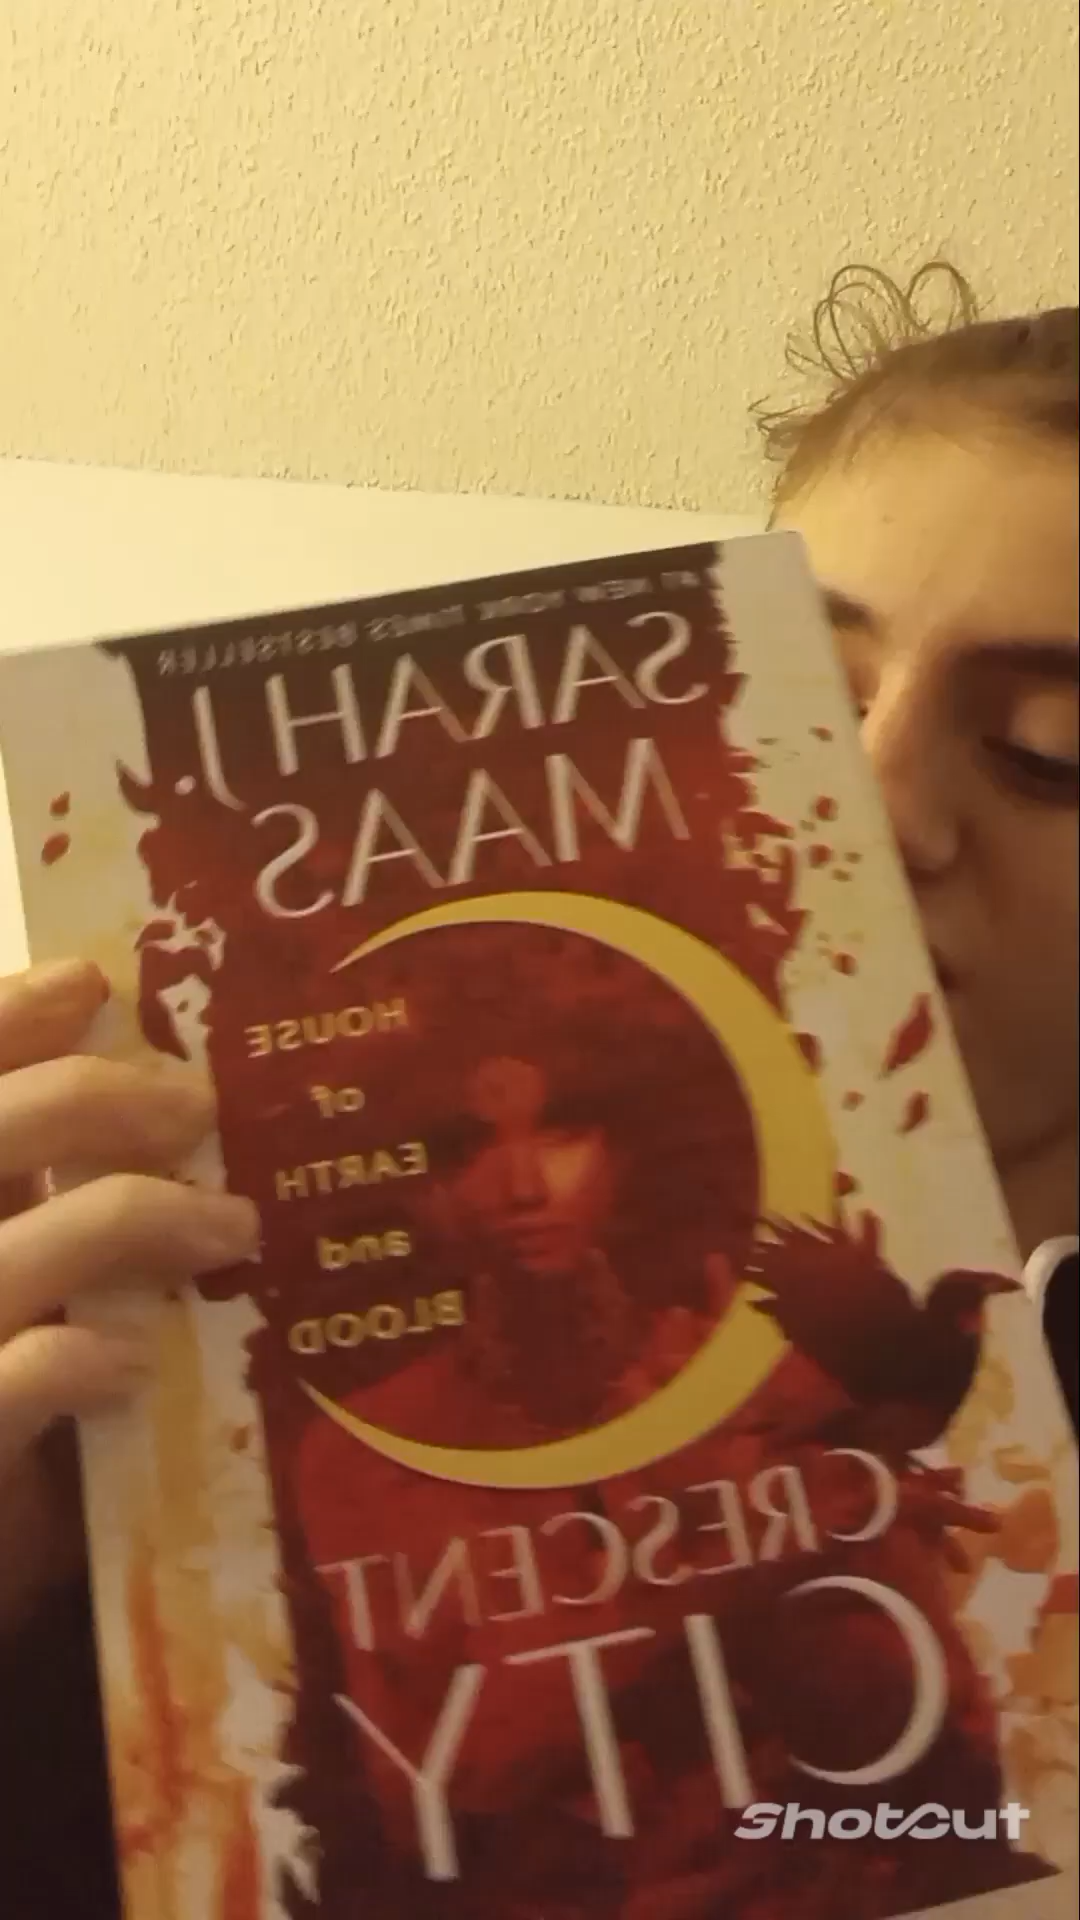 #1 NEW YORK TIMES BESTSELLER
SARAH J.
MAAS
HOUSE
of
EARTH
and
BLOOD
CRESCENT
CITY
ShotCut